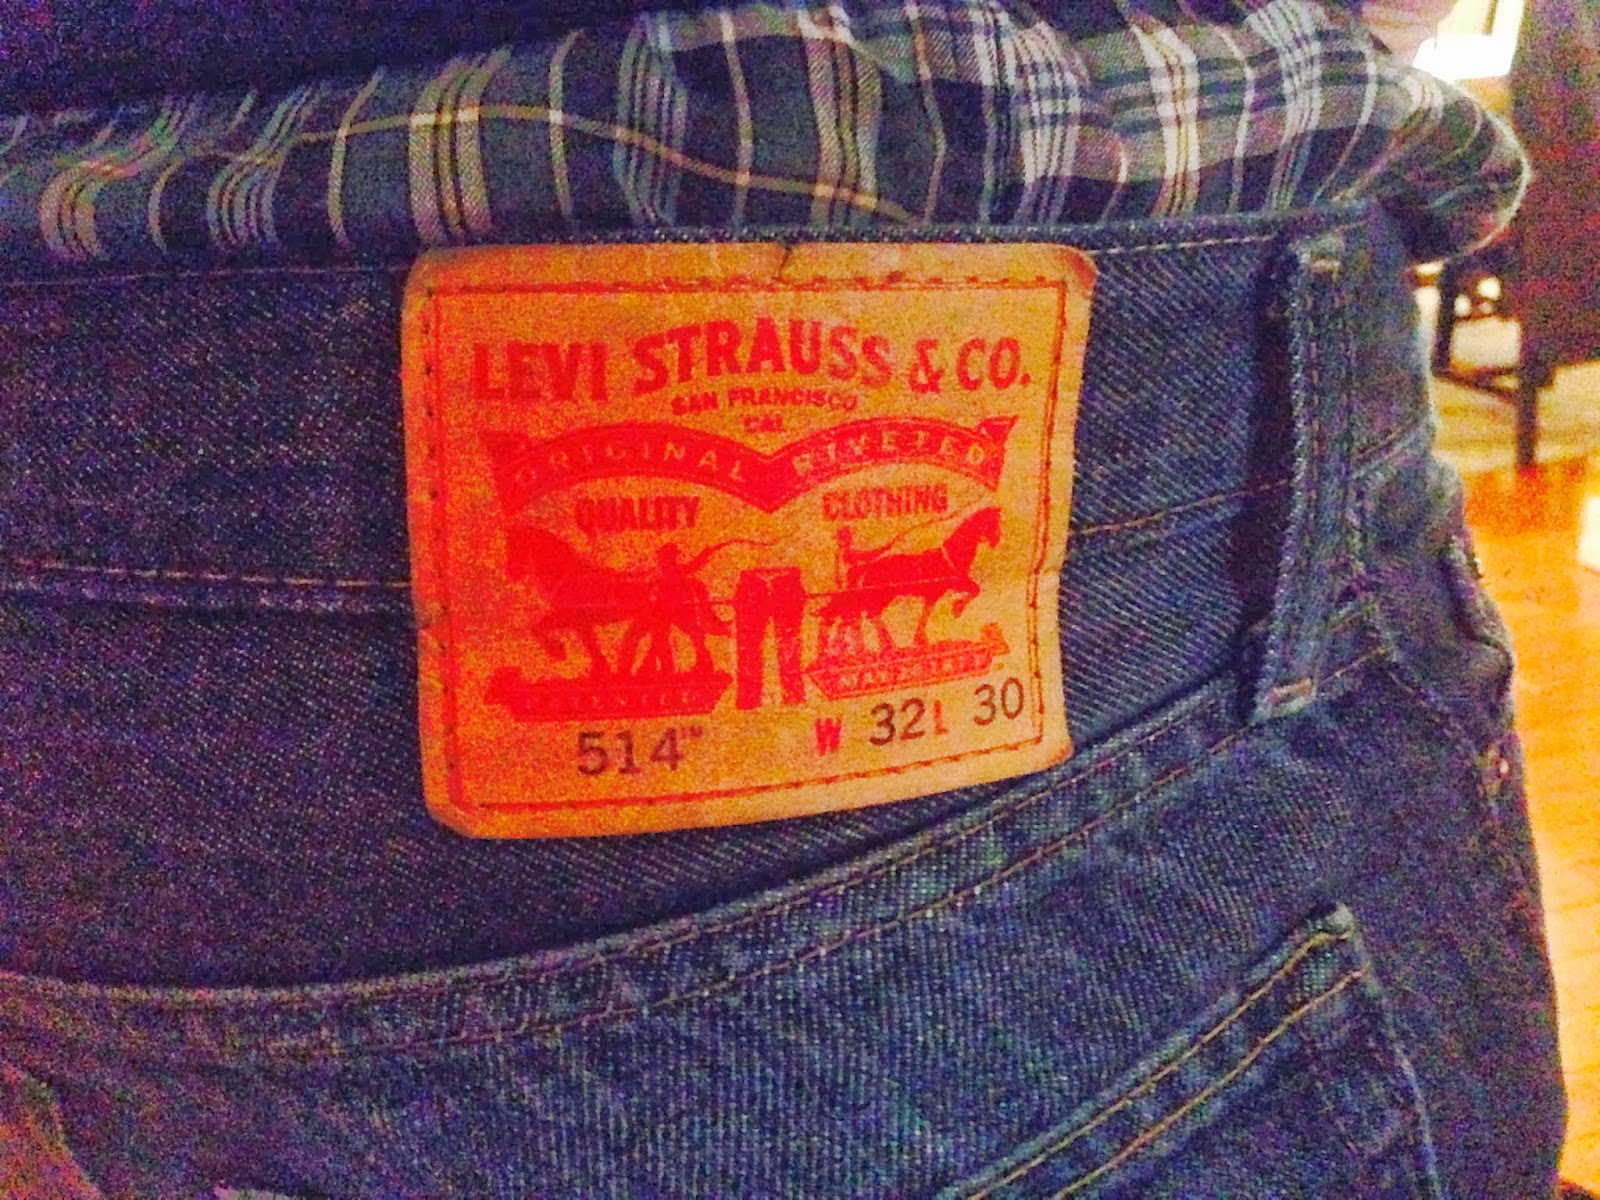 LEVI STRAUSS & CO.
SAN FRANCISCO
CAL
ORIGINAL RIVETED
QUALITY CLOTHING
514™ W 32 L 30